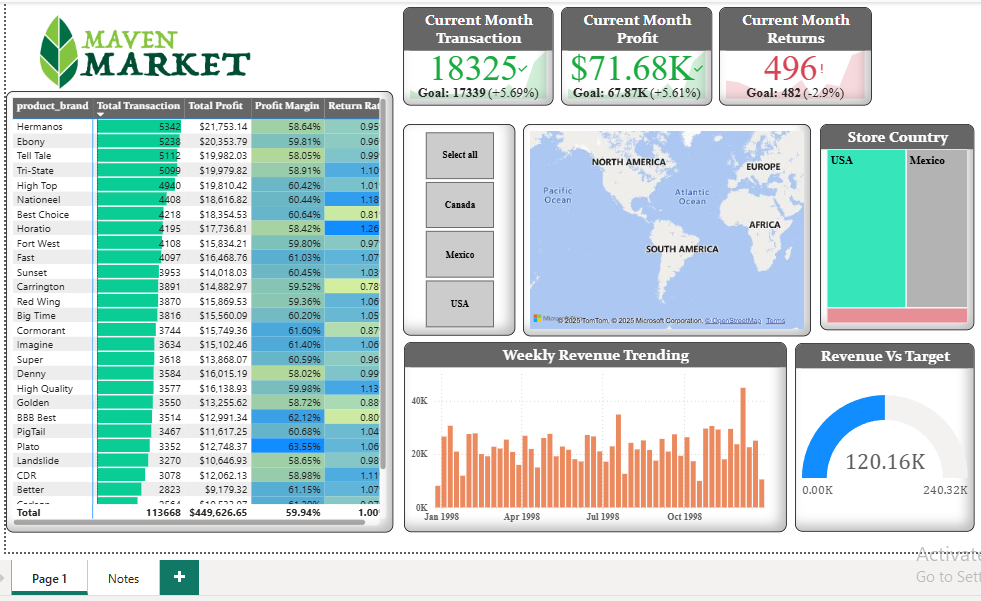 MAVEN
MARKET
Current Month Transaction
18325
Goal: 17339 (+5.69%)
Current Month Profit
$71.68K
Goal: 67.87K (+5.61%)
Current Month Returns
496!
Goal: 482 (-2.9%)
product_brand Total Transaction Total Profit Profit Margin Return Rat
Hermanos 5342 $21,753.14 58.64% 0.95
Ebony 5238 $20,353.79 59.81% 0.96
Tell Tale 5112 $19,982.03 58.05% 0.99
Tri-State 5099 $19,979.82 58.91% 1.10
High Top 4940 $19,810.42 60.42% 1.01
Nationeel 4408 $18,616.82 60.44% 1.18
Best Choice 4218 $18,354.53 60.64% 0.81
Horatio 4195 $17,736.81 58.42% 1.26
Fort West 4108 $15,834.21 59.80% 0.97
Fast 4097 $16,468.76 61.03% 1.07
Sunset 3953 $14,018.03 60.45% 1.03
Carrington 3891 $14,882.97 59.52% 0.78
Red Wing 3870 $15,869.53 59.36% 1.06
Big Time 3816 $15,560.09 60.20% 1.05
Cormorant 3744 $15,749.36 61.60% 0.87
Imagine 3634 $15,102.46 61.40% 1.06
Super 3618 $13,868.07 60.59% 0.96
Denny 3584 $16,015.19 58.02% 0.99
High Quality 3577 $16,138.93 59.98% 1.13
Golden 3550 $13,255.62 58.72% 0.88
BBB Best 3514 $12,991.34 62.12% 0.80
PigTail 3467 $11,617.25 60.68% 1.04
Plato 3352 $12,748.37 63.55% 1.06
Landslide 3270 $10,646.93 58.65% 0.98
CDR 3078 $12,062.13 58.98% 1.11
Better 2823 $9,179.32 61.15% 1.07
Total 113668 $449,626.65 59.94% 1.00
Select all
Canada
Mexico
USA
NORTH AMERICA
EUROPE
Pacific
Ocean
Atlantic
Ocean
AFRICA
SOUTH AMERICA
© 2025 TomTom, © 2025 Microsoft Corporation, © OpenStreetMap Terms
Store Country
USA Mexico
Weekly Revenue Trending
40K
20K
0K
Jan 1998 Apr 1998 Jul 1998 Oct 1998
Revenue Vs Target
120.16K
0.00K 240.32K
Page 1 Notes +
Activate
Go to Sett